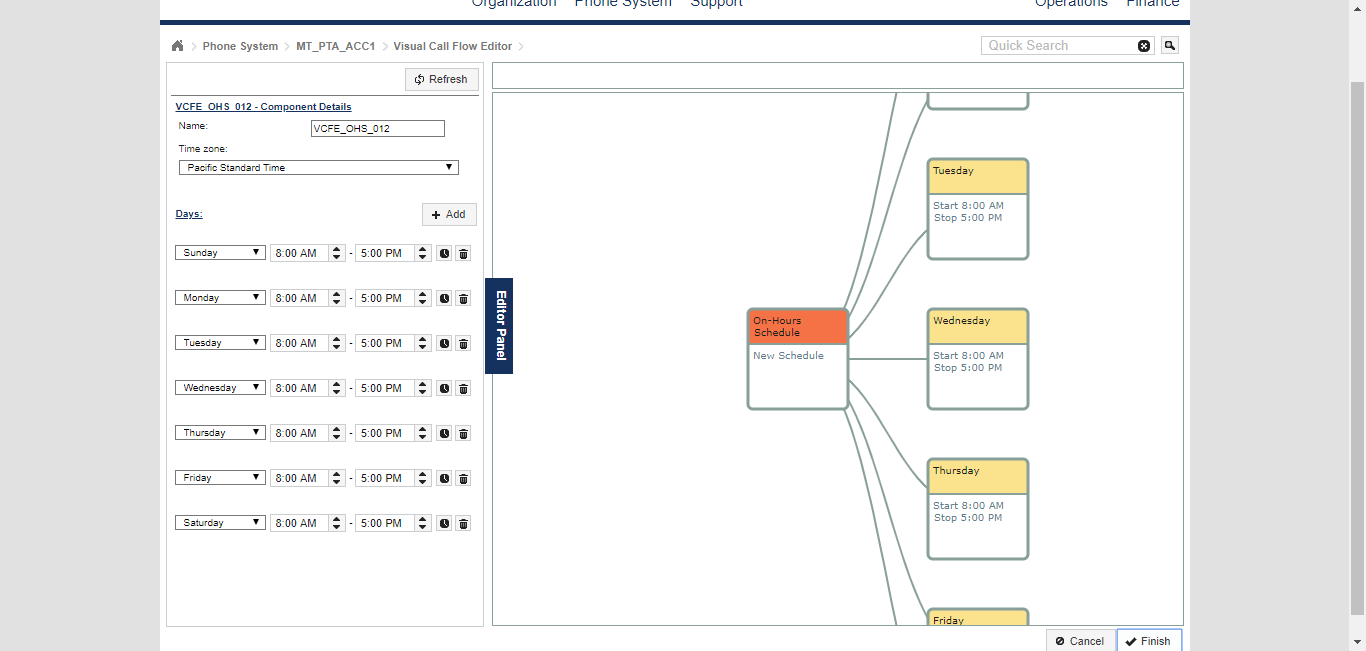 Organization Phone System Support Operations Finance
Phone System MT_PTA_ACC1 Visual Call Flow Editor
Quick Search
Refresh
VCFE_OHS_012 - Component Details
Name: VCFE_OHS_012
Time zone:
Pacific Standard Time
Days: Add
Sunday 8:00 AM - 5:00 PM
Monday 8:00 AM - 5:00 PM
Tuesday 8:00 AM - 5:00 PM
Wednesday 8:00 AM - 5:00 PM
Thursday 8:00 AM - 5:00 PM
Friday 8:00 AM - 5:00 PM
Saturday 8:00 AM - 5:00 PM
Editor Panel
On-Hours
Schedule
New Schedule
Tuesday
Start 8:00 AM
Stop 5:00 PM
Wednesday
Start 8:00 AM
Stop 5:00 PM
Thursday
Start 8:00 AM
Stop 5:00 PM
Friday
Cancel Finish